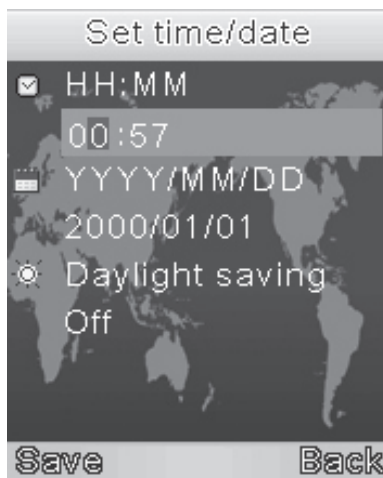 Set time/date
HH:MM
00:57
YYYY/MM/DD
2000/01/01
Daylight saving
Off
Save Back